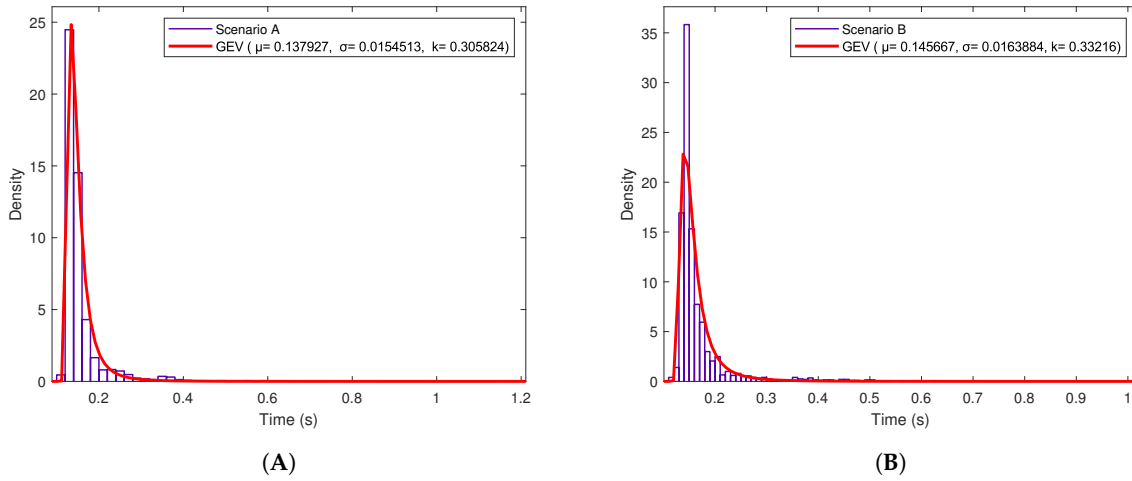 Scenario A
GEV ( μ= 0.137927,  σ= 0.0154513,  k= 0.305824)
25
20
15
10
5
0
Density
0.2
0.4
0.6
0.8
1
1.2
Time (s)
(A)
Scenario B
GEV ( μ= 0.145667, σ= 0.0163884, k= 0.33216)
35
30
25
20
15
10
5
0
Density
0.2
0.3
0.4
0.5
0.6
0.7
0.8
0.9
1
Time (s)
(B)